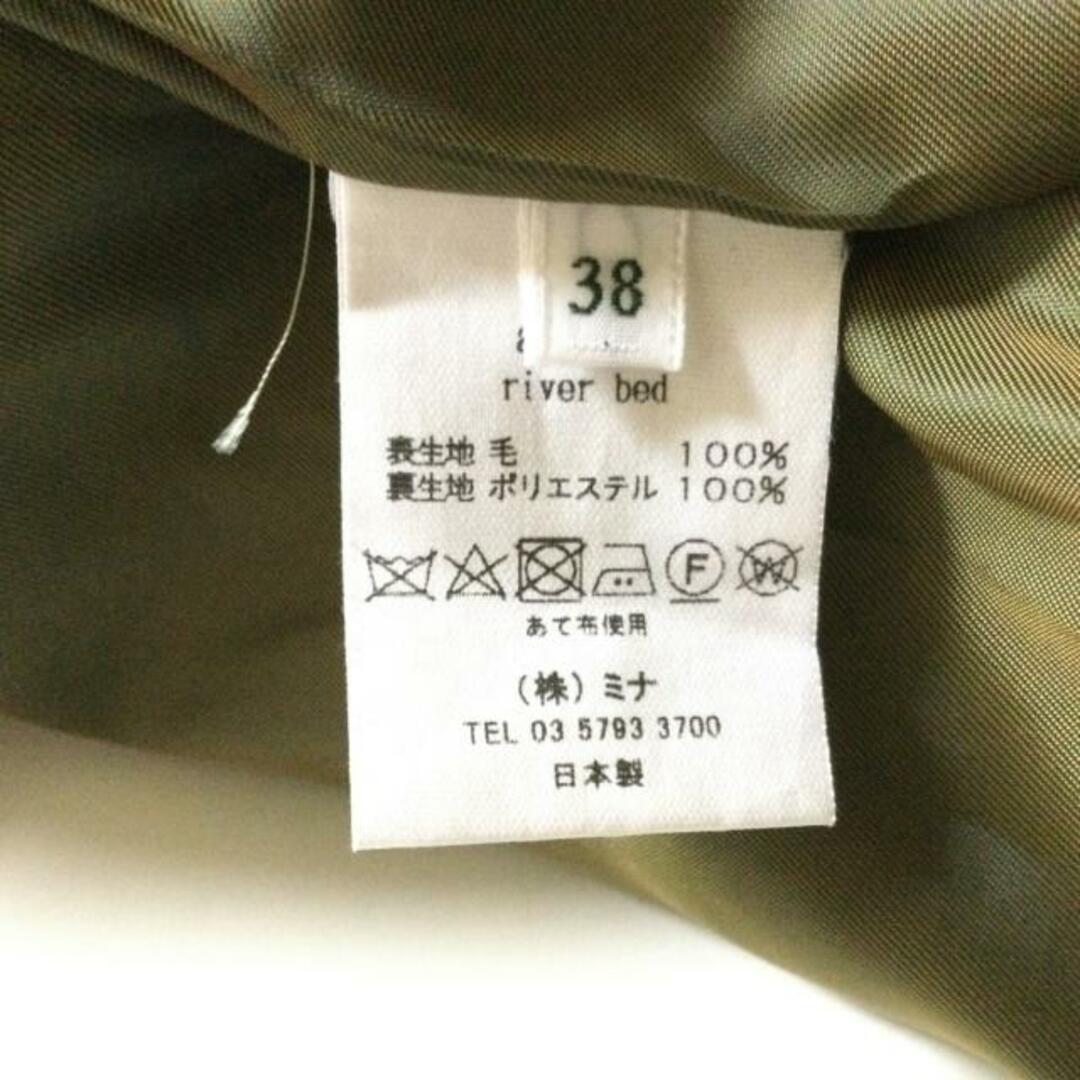 38
river bed
表生地 毛 100%
裏生地 ポリエステル 100%
F
W
あて布使用
(株) ミナ
TEL 03 5793 3700
日本製